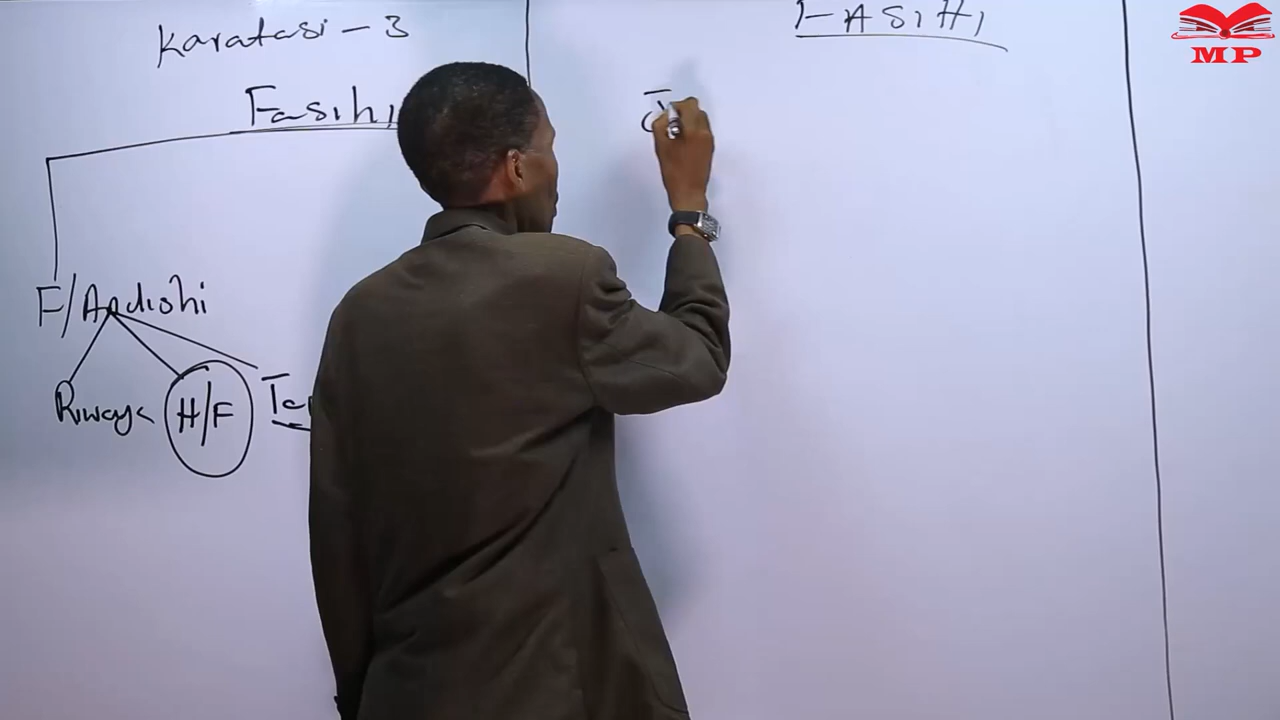 Karatasi - 3
Fasihi
F/Andishi
Riwaya H/F
FASIHI
MP